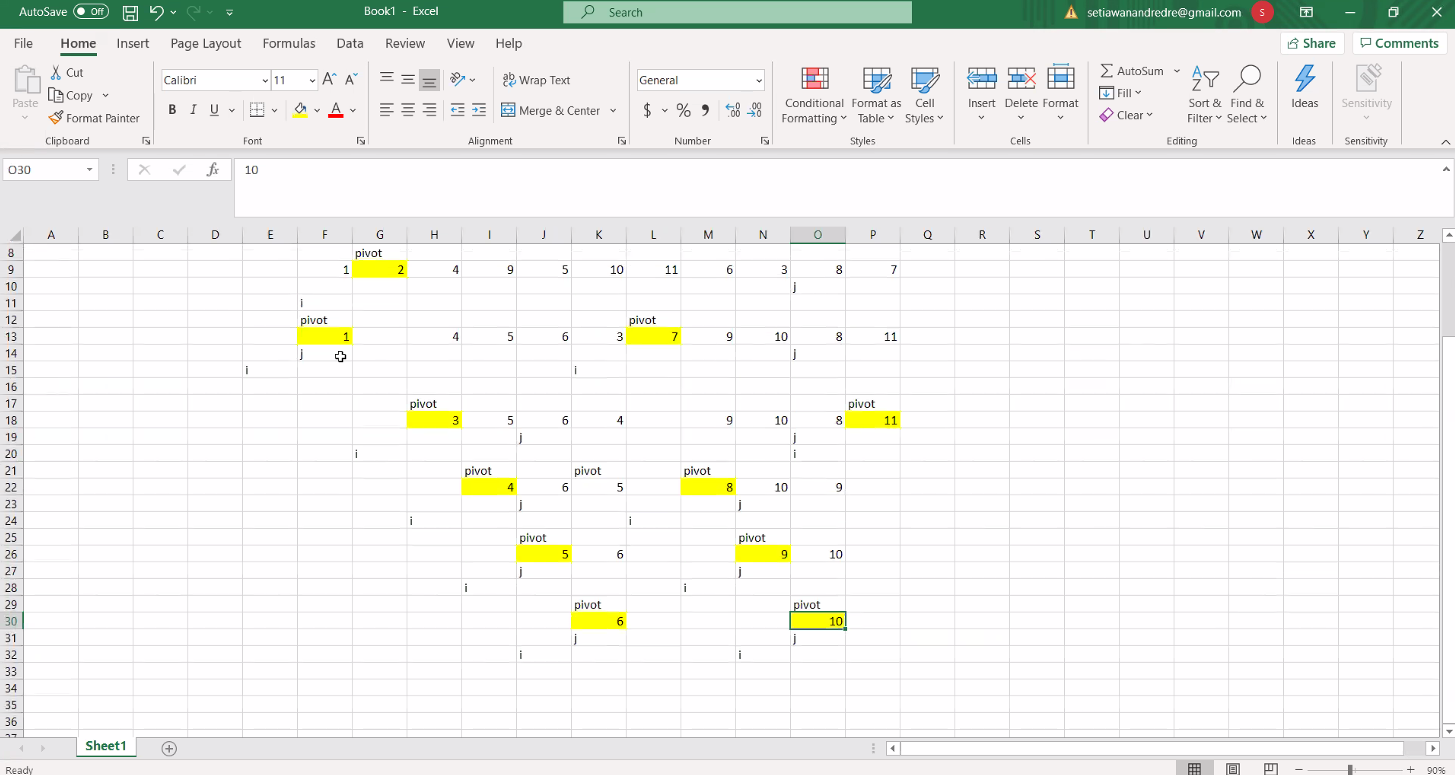 AutoSave Off Book1 - Excel Search setiawanandredre@gmail.com S
File Home Insert Page Layout Formulas Data Review View Help Share Comments
Paste Cut Copy Format Painter
Calibri 11 A A
B I U A
ab Wrap Text
Merge & Center
General
$ % ,
Conditional Formatting Format as Table Cell Styles
Insert Delete Format
AutoSum Fill Clear
Sort & Filter Find & Select
Ideas Sensitivity
Clipboard Font Alignment Number Styles Cells Editing Ideas Sensitivity
O30 fx 10
A B C D E F G H I J K L M N O P Q R S T U V W X Y Z
8 pivot
9 1 2 4 9 5 10 11 6 3 8 7
10 j
11 i
12 pivot pivot
13 1 4 5 6 3 7 9 10 8 11
14 j j
15 i i
16
17 pivot pivot
18 3 5 6 4 9 10 8 11
19 j j
20 i i
21 pivot pivot pivot
22 4 6 5 8 10 9
23 j j
24 i i
25 pivot pivot
26 5 6 9 10
27 j j
28 i i
29 pivot pivot
30 6 10
31 j j
32 i i
33
34
35
36
37
Sheet1
Ready 90%